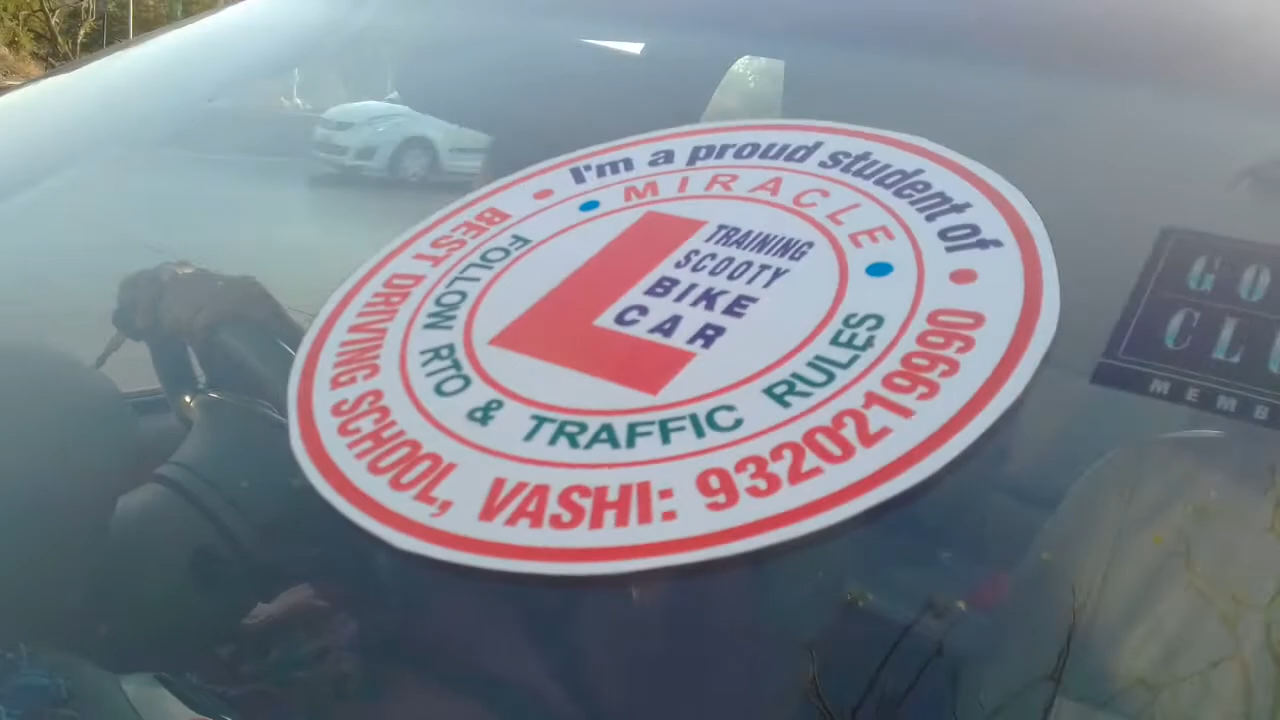 I'm a proud student of
MIRACLE
TRAINING
SCOOTY
BIKE
CAR
L
FOLLOW RTO & TRAFFIC RULES
BEST DRIVING SCHOOL, VASHI: 9320219990